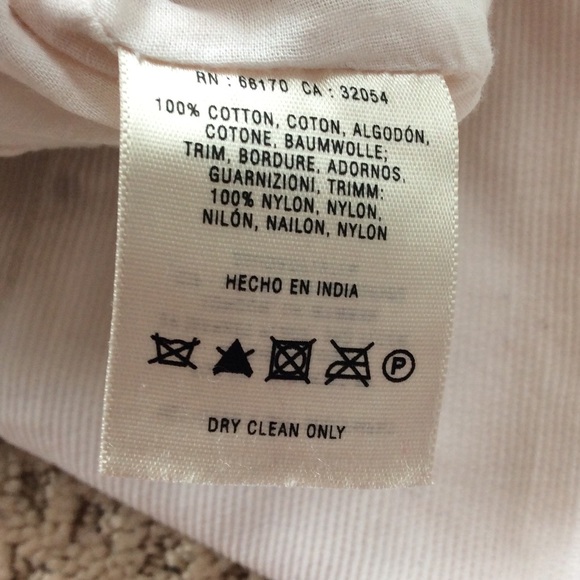 RN : 66170 CA : 32054
100% COTTON, COTON, ALGODÓN,
COTONE, BAUMWOLLE;
TRIM, BORDURE, ADORNOS,
GUARNIZIONI, TRIMM:
100% NYLON, NYLON,
NILÓN, NAILON, NYLON
HECHO EN INDIA
P
DRY CLEAN ONLY